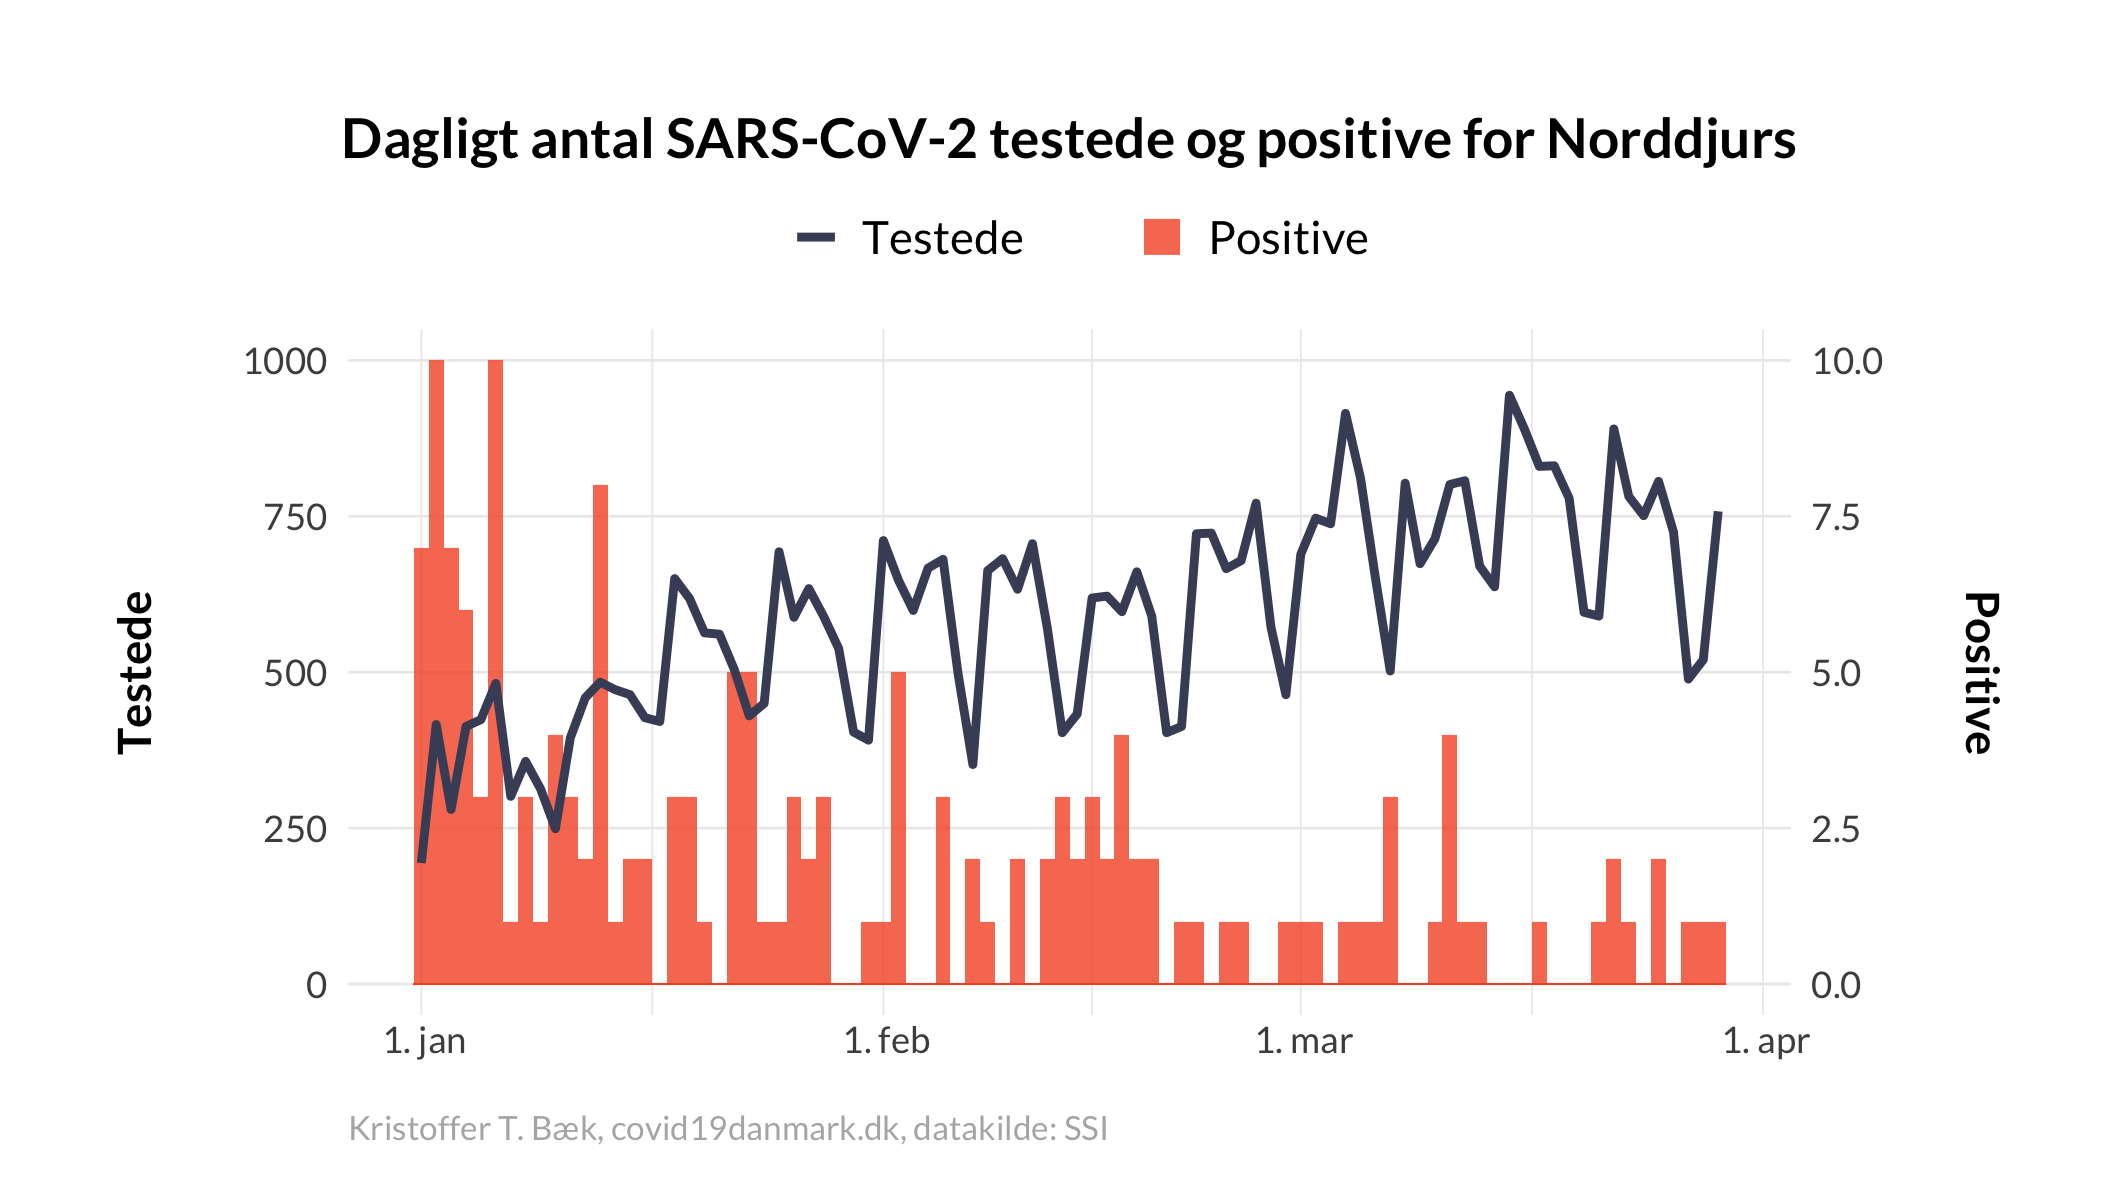 Dagligt antal SARS-CoV-2 testede og positive for Norddjurs
Testede
Positive
1000
750
500
250
0
10.0
7.5
5.0
2.5
0.0
Testede
Positive
1. jan
1. feb
1. mar
1. apr
Kristoffer T. Bæk, covid19danmark.dk, datakilde: SSI